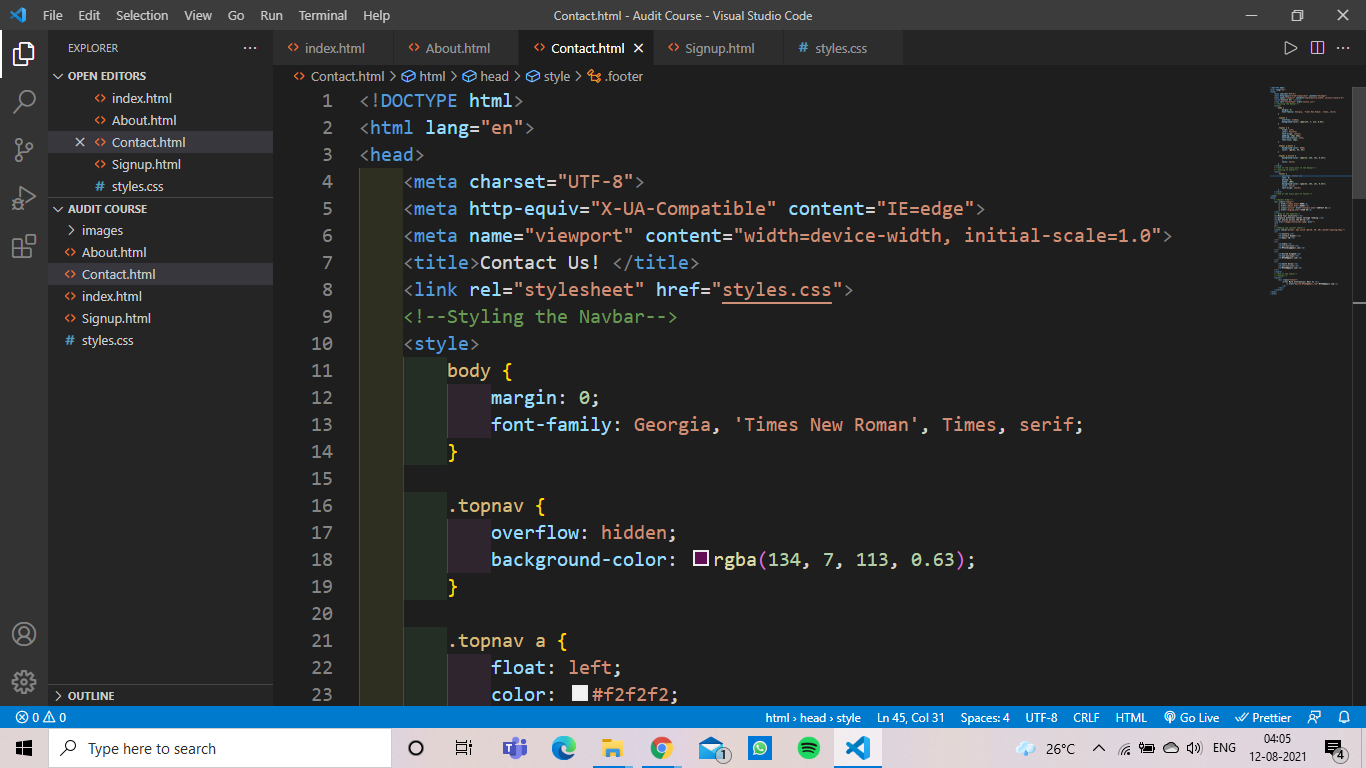 File Edit Selection View Go Run Terminal Help
Contact.html - Audit Course - Visual Studio Code
EXPLORER
OPEN EDITORS
index.html
About.html
Contact.html
Signup.html
styles.css
AUDIT COURSE
images
About.html
Contact.html
index.html
Signup.html
styles.css
OUTLINE
index.html About.html Contact.html Signup.html styles.css
Contact.html > html > head > style > .footer
1 <!DOCTYPE html>
2 <html lang="en">
3 <head>
4 <meta charset="UTF-8">
5 <meta http-equiv="X-UA-Compatible" content="IE=edge">
6 <meta name="viewport" content="width=device-width, initial-scale=1.0">
7 <title>Contact Us! </title>
8 <link rel="stylesheet" href="styles.css">
9 <!--Styling the Navbar-->
10 <style>
11 body {
12 margin: 0;
13 font-family: Georgia, 'Times New Roman', Times, serif;
14 }
15
16 .topnav {
17 overflow: hidden;
18 background-color: rgba(134, 7, 113, 0.63);
19 }
20
21 .topnav a {
22 float: left;
23 color: #f2f2f2;
0 0
html › head › style Ln 45, Col 31 Spaces: 4 UTF-8 CRLF HTML Go Live Prettier
Type here to search
1
26°C ENG
04:05
12-08-2021
4